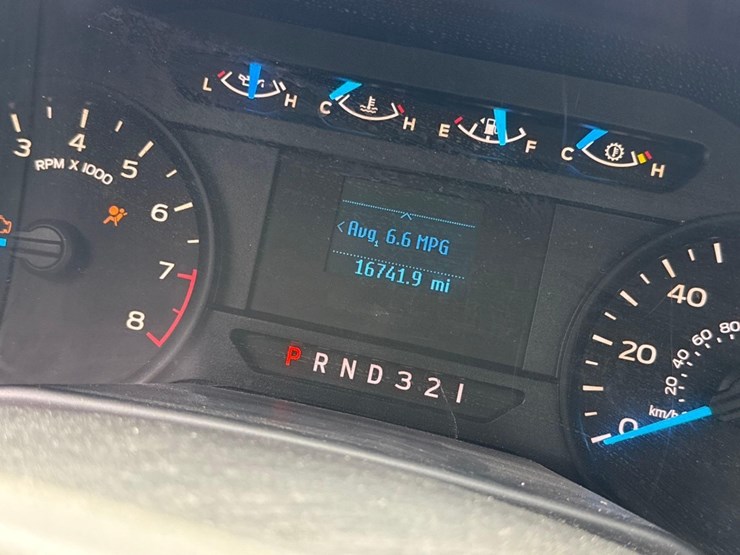 L H
C H
E F
C H
3 4 5 6 7 8
RPM X 1000
< Avg. 6.6 MPG
16741.9 mi
P R N D 3 2 1
0 20 40
20 40 60 80
km/h